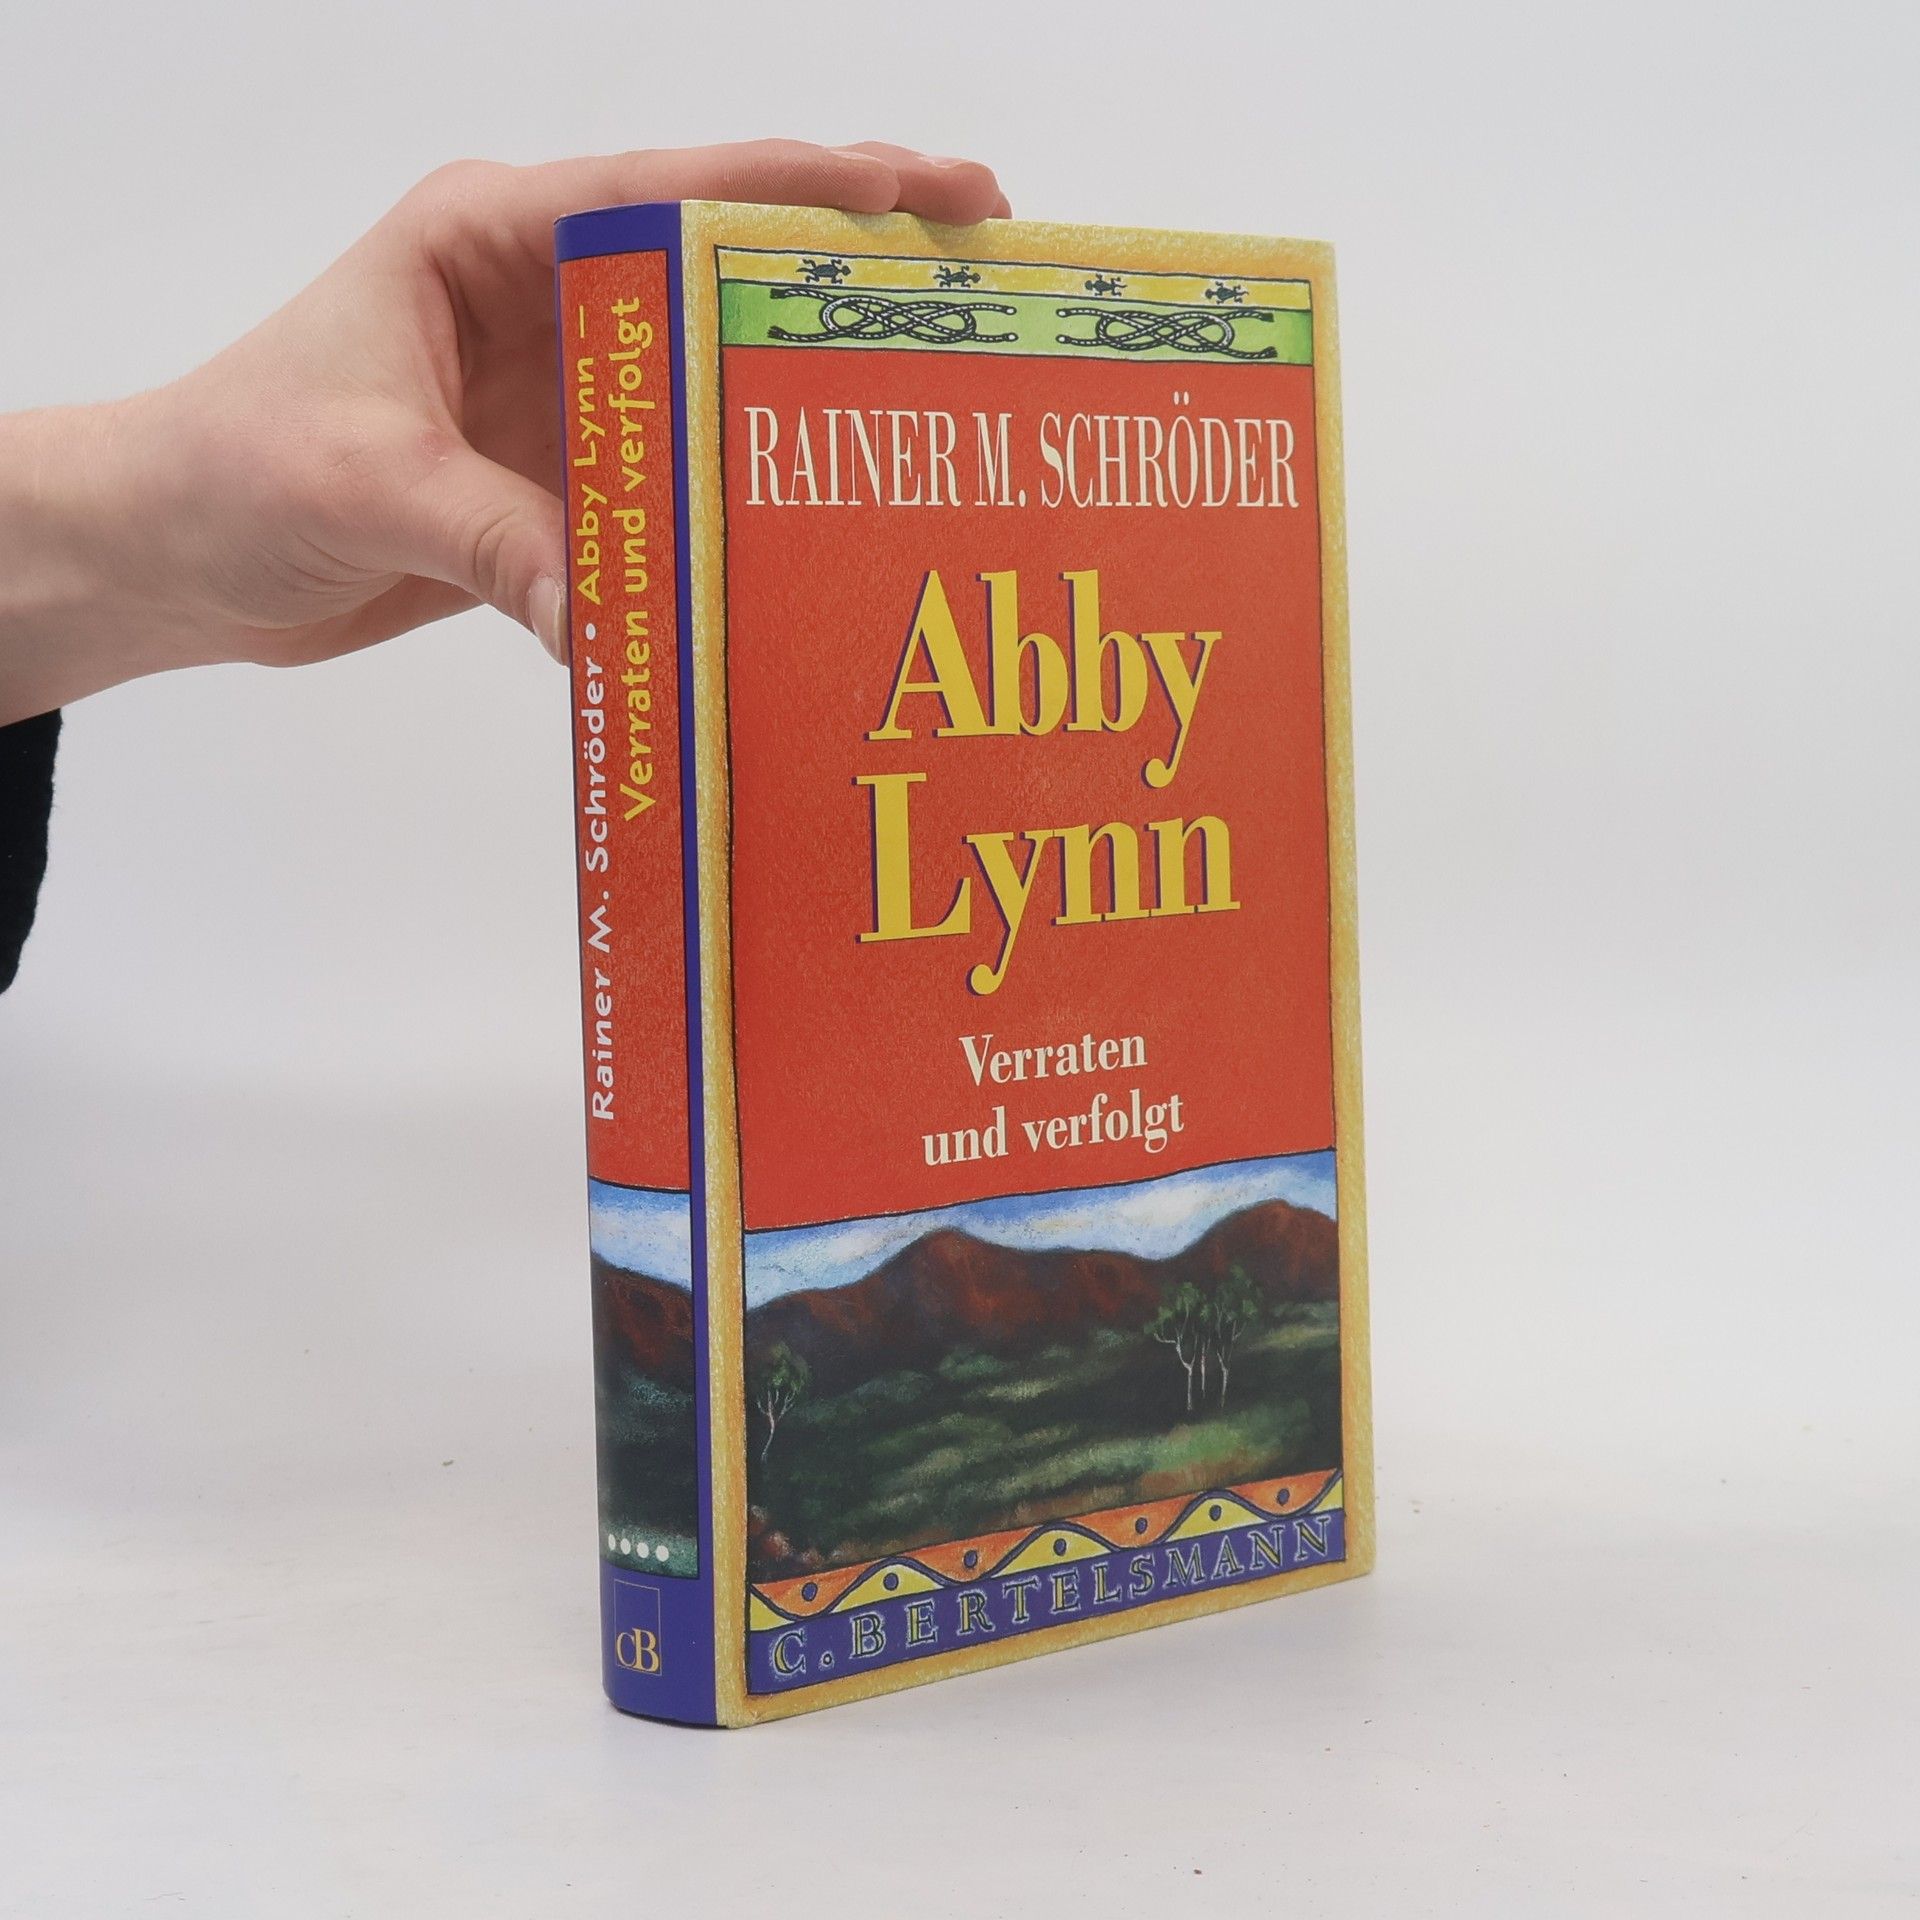 Rainer M. Schröder • Abby Lynn –
Verraten und verfolgt
CB
RAINER M. SCHRÖDER
Abby
Lynn
Verraten
und verfolgt
C. BERTELSMANN